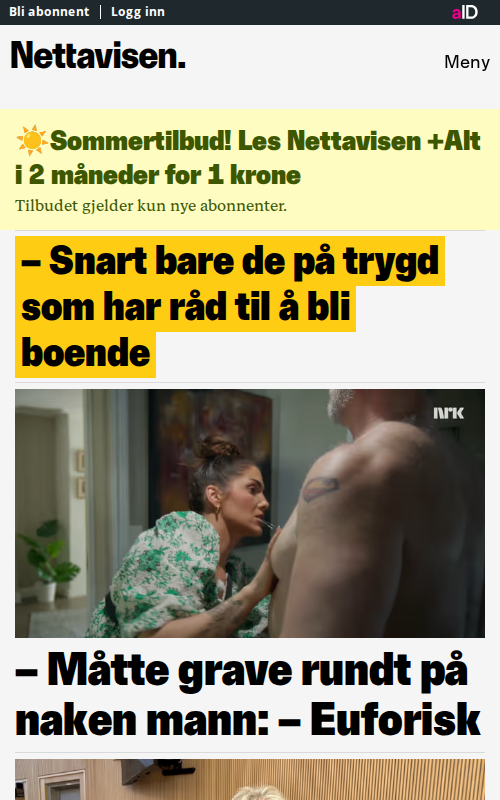 Bli abonnent | Logg inn
aID
Nettavisen.
Meny
☀️Sommertilbud! Les Nettavisen +Alt
i 2 måneder for 1 krone
Tilbudet gjelder kun nye abonnenter.
– Snart bare de på trygd
som har råd til å bli
boende
nrk
– Måtte grave rundt på
naken mann: – Euforisk